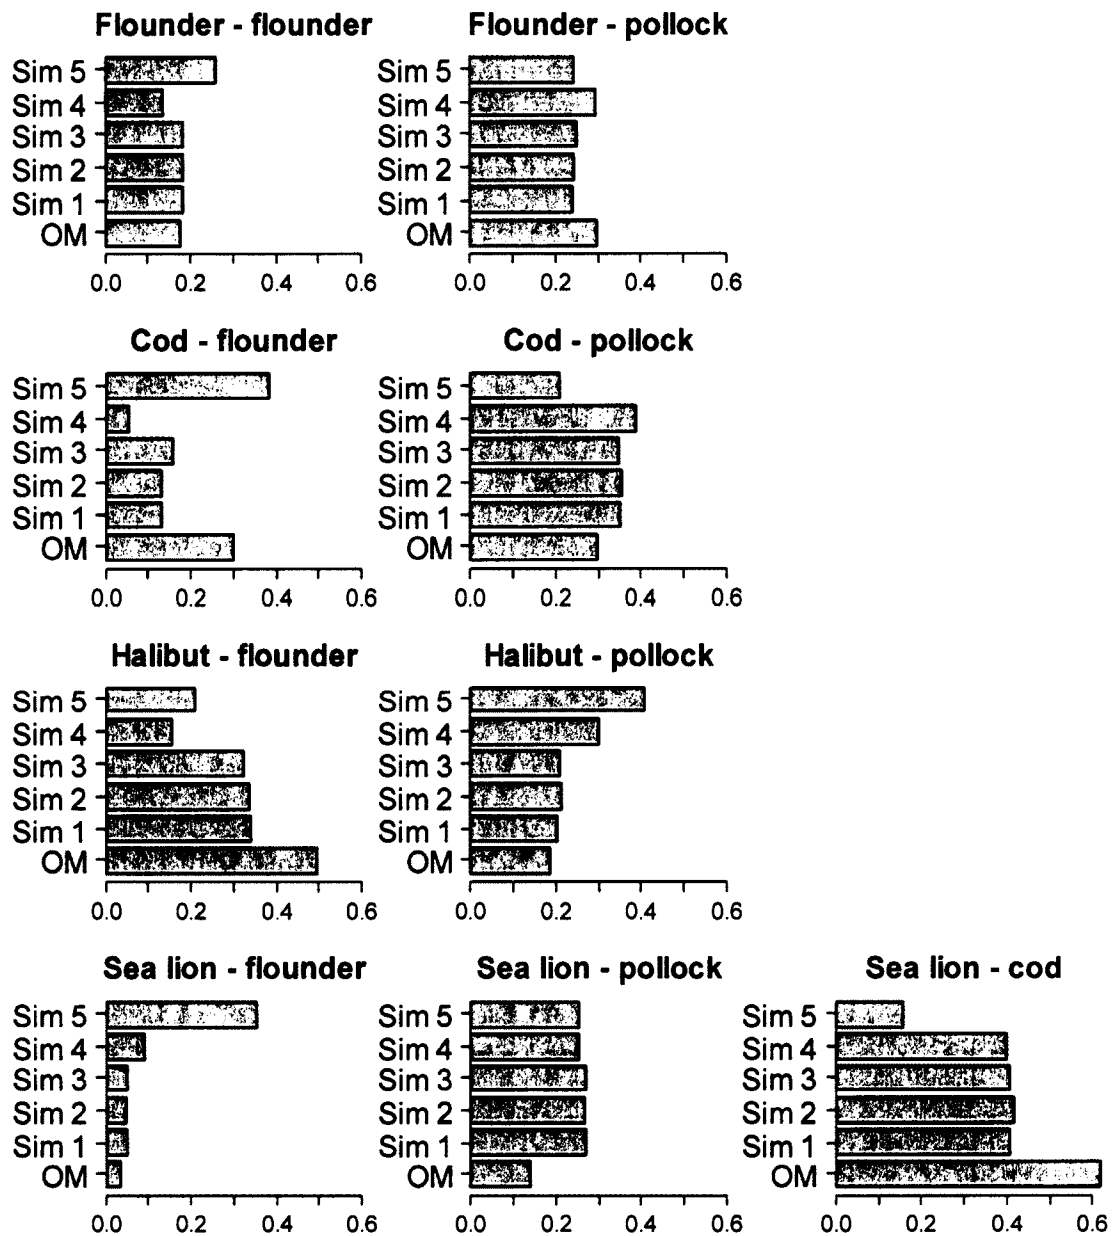 Flounder - flounder
Sim 5
Sim 4
Sim 3
Sim 2
Sim 1
OM
0.0 0.2 0.4 0.6
Flounder - pollock
Sim 5
Sim 4
Sim 3
Sim 2
Sim 1
OM
0.0 0.2 0.4 0.6
Cod - flounder
Sim 5
Sim 4
Sim 3
Sim 2
Sim 1
OM
0.0 0.2 0.4 0.6
Cod - pollock
Sim 5
Sim 4
Sim 3
Sim 2
Sim 1
OM
0.0 0.2 0.4 0.6
Halibut - flounder
Sim 5
Sim 4
Sim 3
Sim 2
Sim 1
OM
0.0 0.2 0.4 0.6
Halibut - pollock
Sim 5
Sim 4
Sim 3
Sim 2
Sim 1
OM
0.0 0.2 0.4 0.6
Sea lion - flounder
Sim 5
Sim 4
Sim 3
Sim 2
Sim 1
OM
0.0 0.2 0.4 0.6
Sea lion - pollock
Sim 5
Sim 4
Sim 3
Sim 2
Sim 1
OM
0.0 0.2 0.4 0.6
Sea lion - cod
Sim 5
Sim 4
Sim 3
Sim 2
Sim 1
OM
0.0 0.2 0.4 0.6